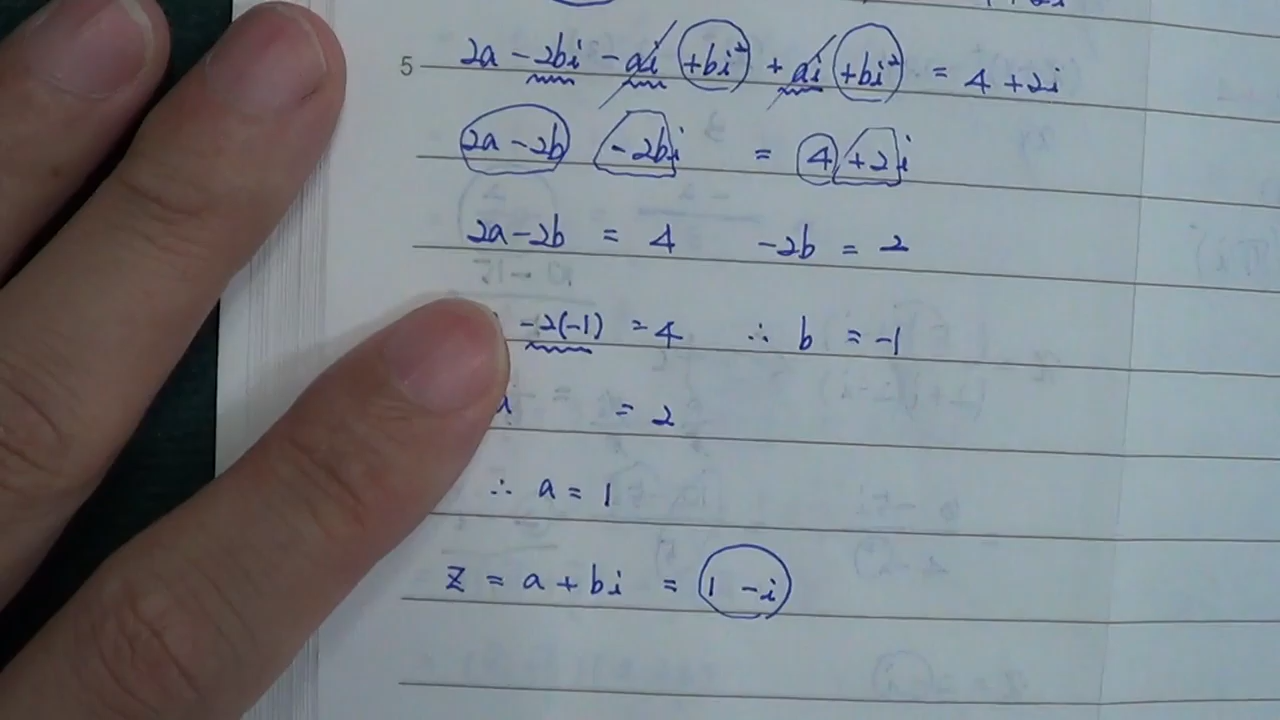 5 2a - 2bi - ai + bi² + ai + bi² = 4 + 2i
2a - 2b - 2bi = 4 + 2i
2a - 2b = 4 -2b = 2
-2(-1) = 4 ∴ b = -1
= 2
∴ a = 1
z = a + bi = 1 - i